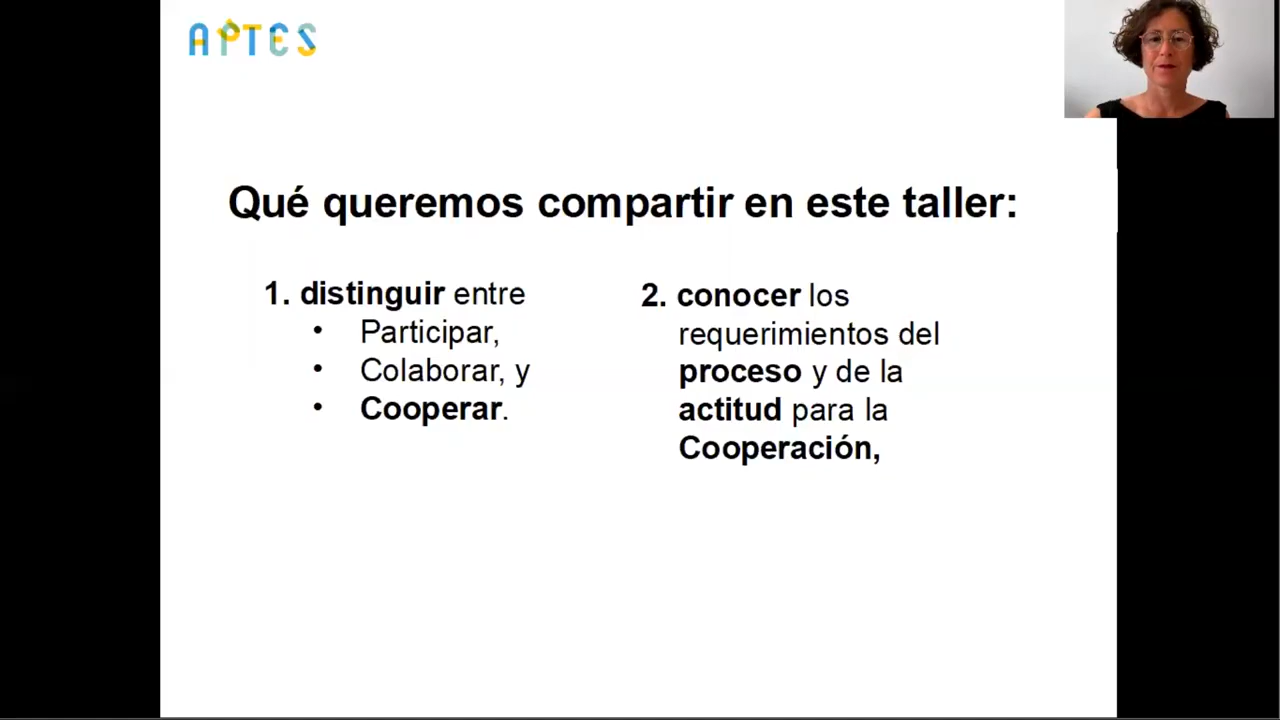 APTES
Qué queremos compartir en este taller:
1. distinguir entre
• Participar,
• Colaborar, y
• Cooperar.
2. conocer los
requerimientos del
proceso y de la
actitud para la
Cooperación,